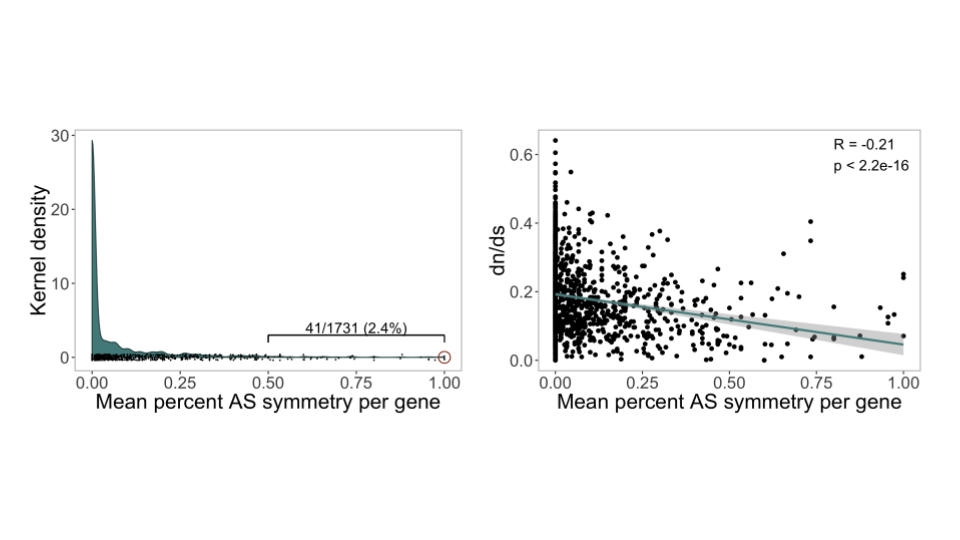 Kernel density
30
20
10
0
41/1731 (2.4%)
0.00 0.25 0.50 0.75 1.00
Mean percent AS symmetry per gene
dn/ds
0.6
0.4
0.2
0.0
R = -0.21
p < 2.2e-16
0.00 0.25 0.50 0.75 1.00
Mean percent AS symmetry per gene